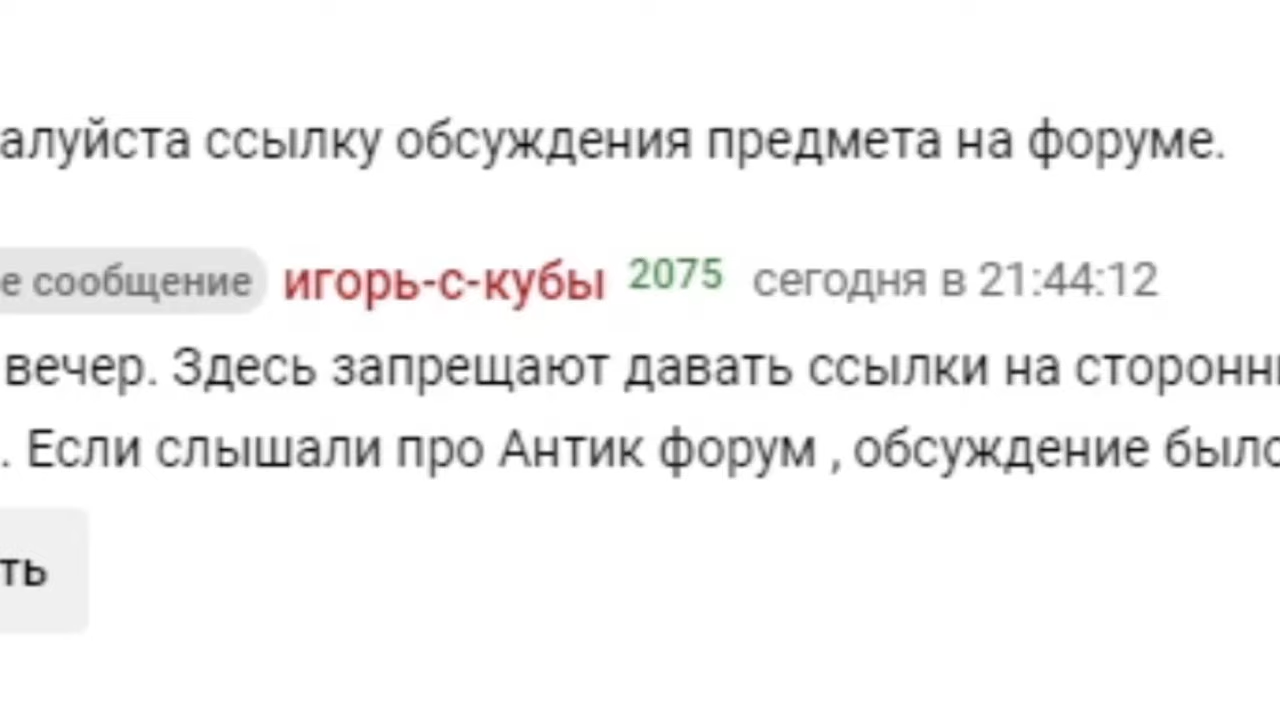 алуйста ссылку обсуждения предмета на форуме.
е сообщение игорь-с-кубы 2075 сегодня в 21:44:12
вечер. Здесь запрещают давать ссылки на сторонн
. Если слышали про Антик форум , обсуждение было
ть